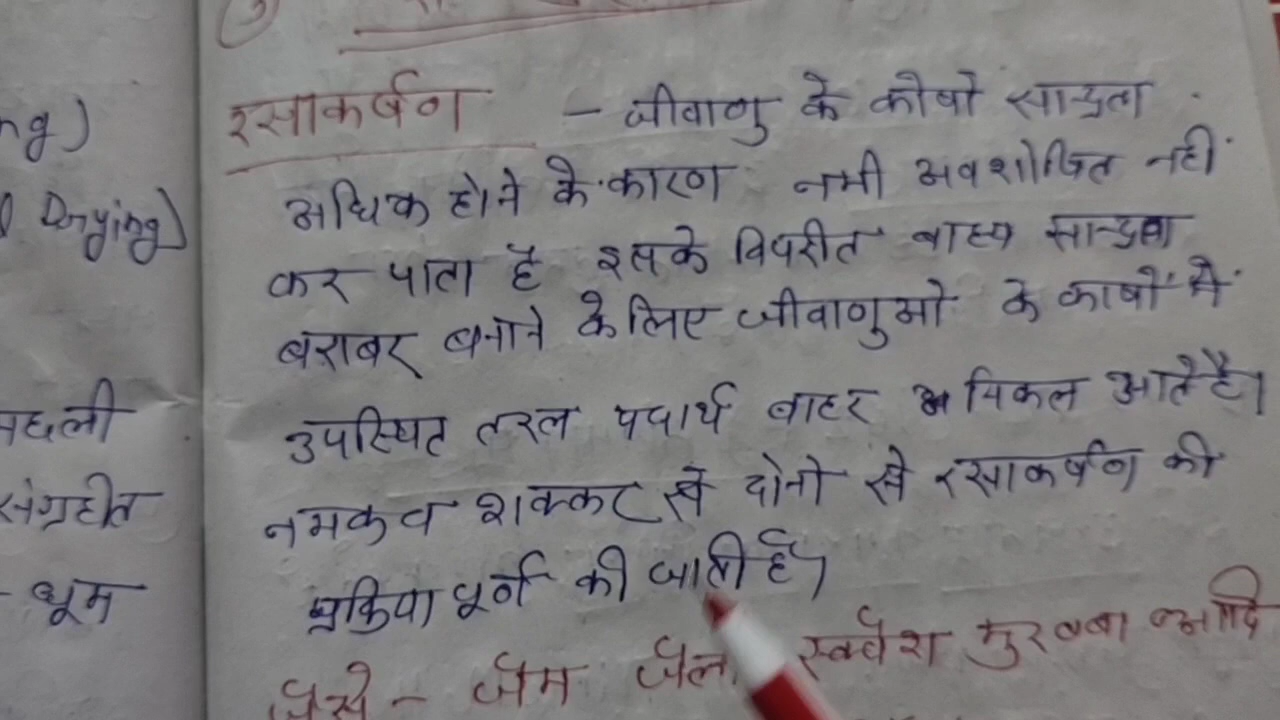 ng)
Drying)
मछली
संग्रहीत
- धूम
रसाकर्षण - जीवाणु के कोषो सान्द्रता
अधिक होने के कारण नमी अवशोषित नही
कर पाता है इसके विपरीत बाह्य सान्द्रता
बराबर बनाने के लिए जीवाणुओ के कोषों में
उपस्थित तरल पदार्थ बाहर निकल आते है।
नमक व शक्कर से दोनो से रसाकर्षण की
प्रक्रिया पूर्ण की जाती है।
जैसे - जैम जैली स्क्वैश मुरब्बा आदि